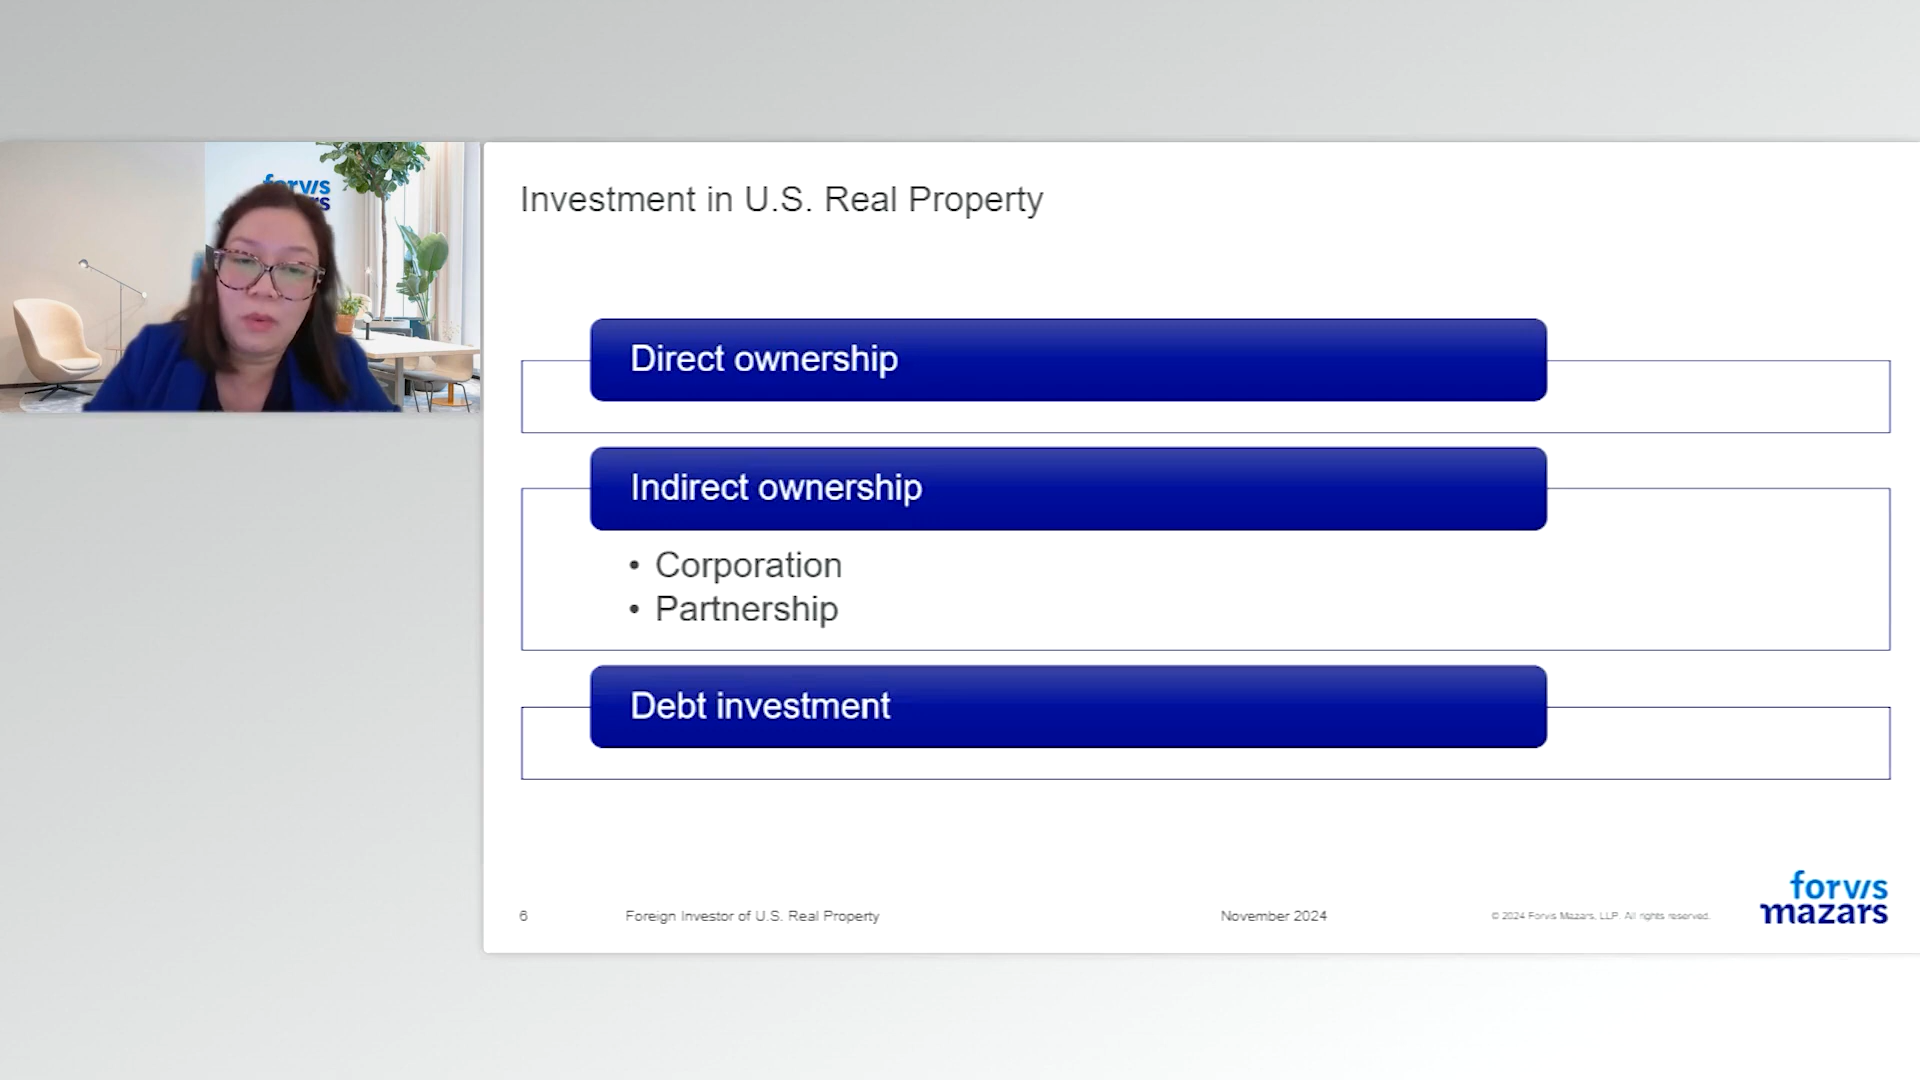 forvis
Investment in U.S. Real Property
Direct ownership
Indirect ownership
• Corporation
• Partnership
Debt investment
6
Foreign Investor of U.S. Real Property
November 2024
© 2024 Forvis Mazars, LLP. All rights reserved.
forvis
mazars